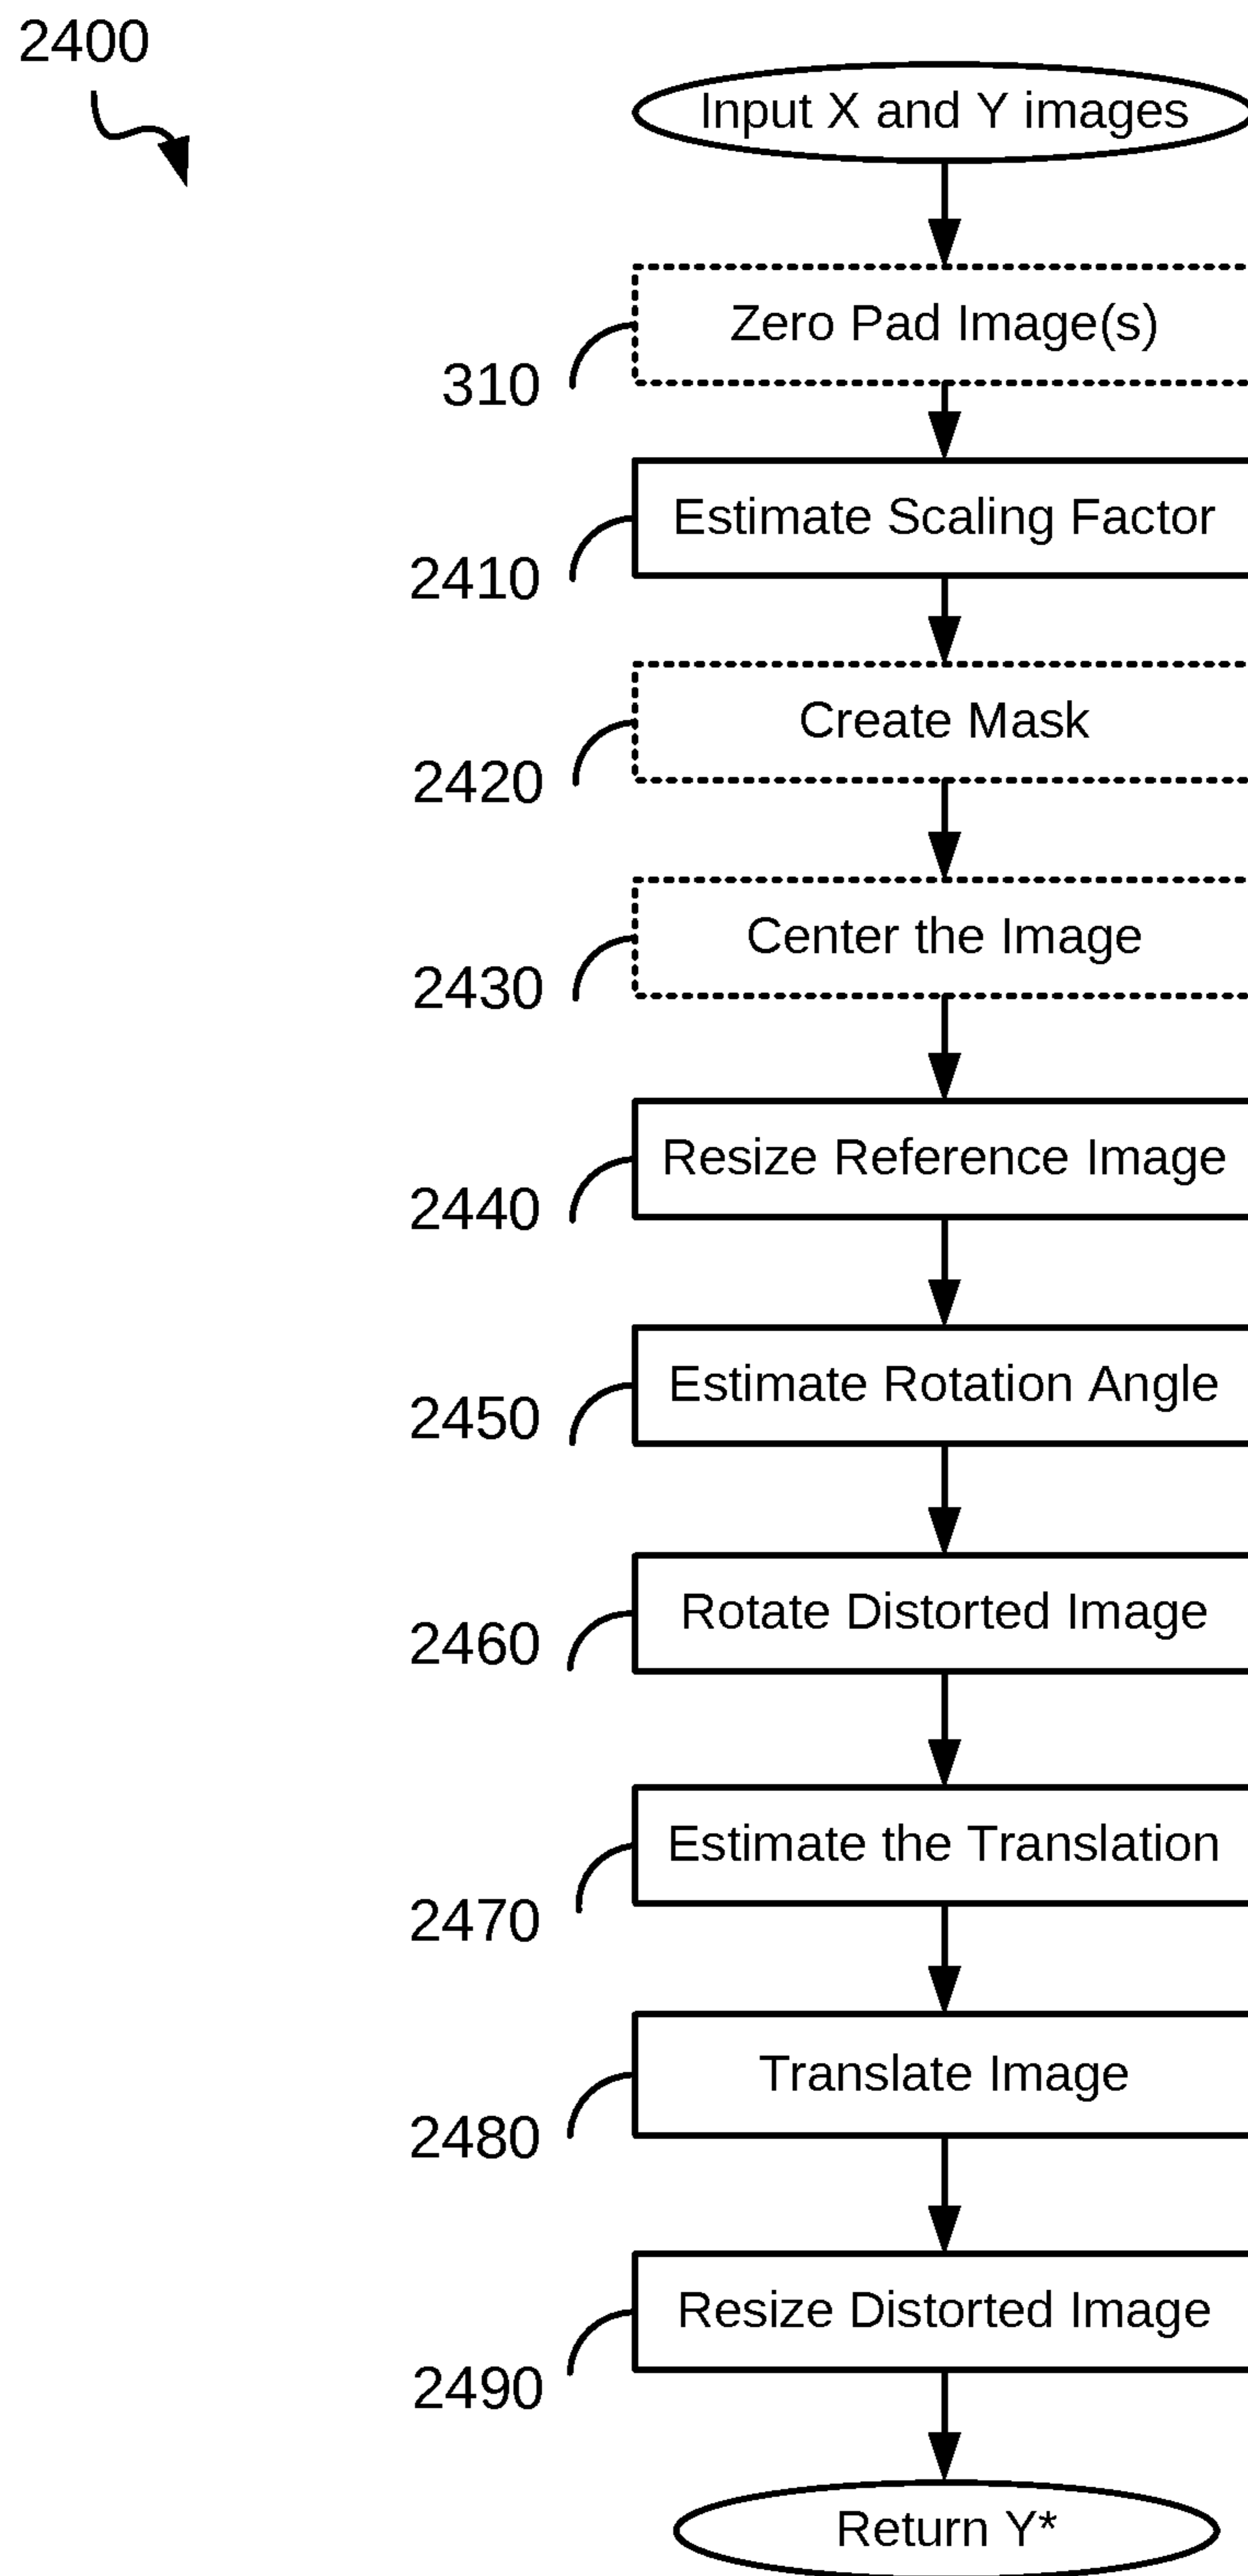 2400
Input X and Y images
Zero Pad Image(s)
310
Estimate Scaling Factor
2410
Create Mask
2420
Center the Image
2430
Resize Reference Image
2440
Estimate Rotation Angle
2450
Rotate Distorted Image
2460
Estimate the Translation
2470
Translate Image
2480
Resize Distorted Image
2490
Return Y*